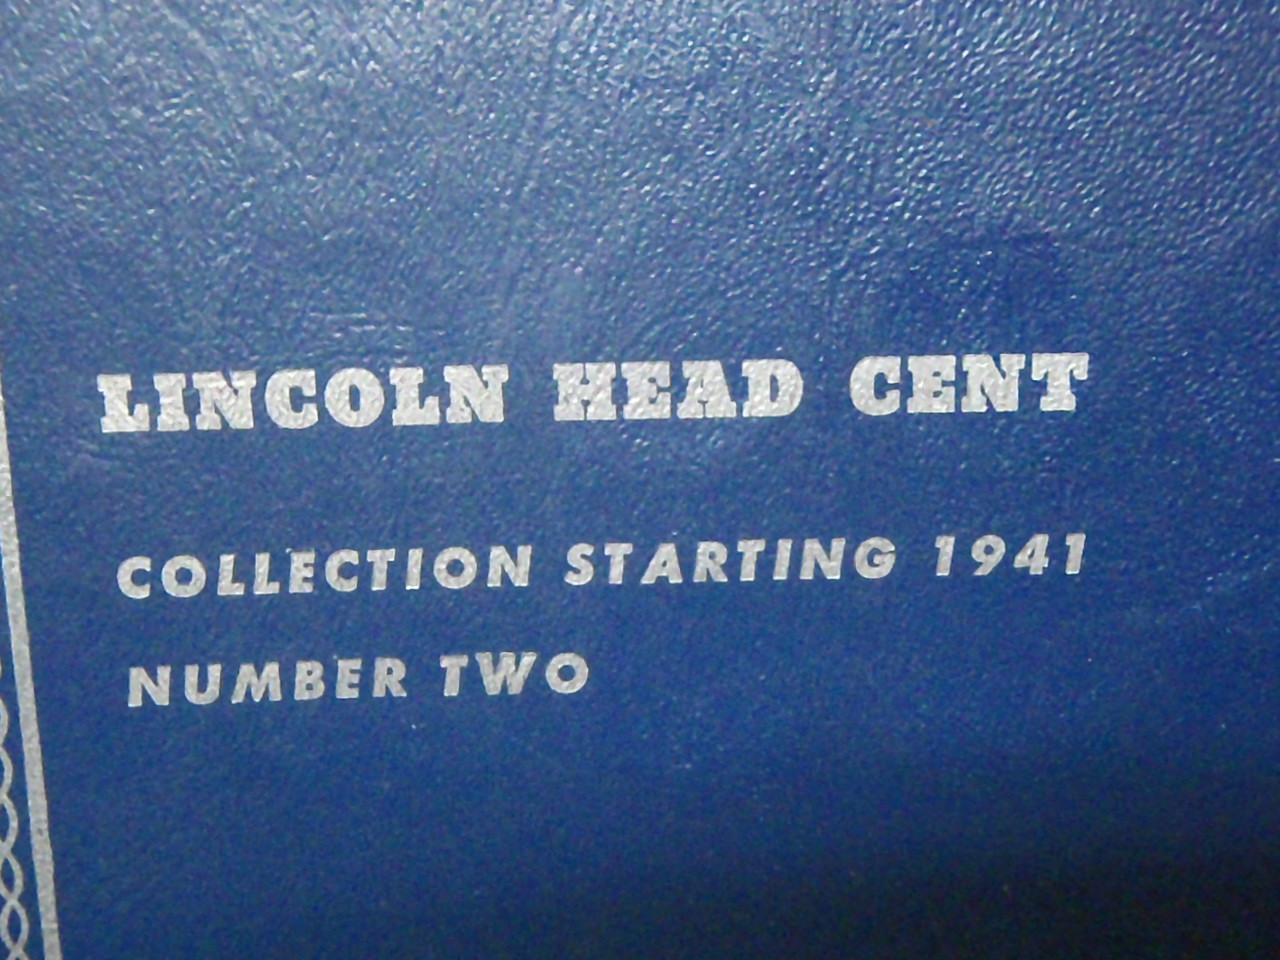 LINCOLN HEAD CENT
COLLECTION STARTING 1941
NUMBER TWO